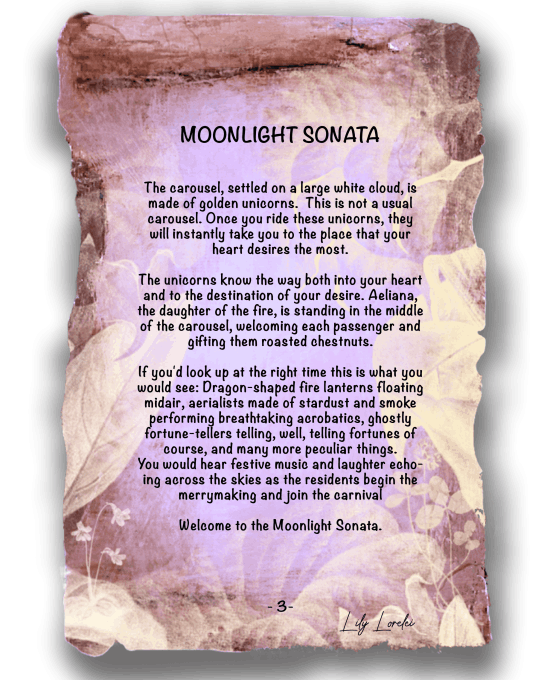 MOONLIGHT SONATA
The carousel, settled on a large white cloud, is
made of golden unicorns. This is not a usual
carousel. Once you ride these unicorns, they
will instantly take you to the place that your
heart desires the most.
The unicorns know the way both into your heart
and to the destination of your desire. Aeliana,
the daughter of the fire, is standing in the middle
of the carousel, welcoming each passenger and
gifting them roasted chestnuts.
If you'd look up at the right time this is what you
would see: Dragon-shaped fire lanterns floating
midair, aerialists made of stardust and smoke
performing breathtaking acrobatics, ghostly
fortune-tellers telling, well, telling fortunes of
course, and many more peculiar things.
You would hear festive music and laughter echo-
ing across the skies as the residents begin the
merrymaking and join the carnival
Welcome to the Moonlight Sonata.
- 3 -
Lily Lorelei